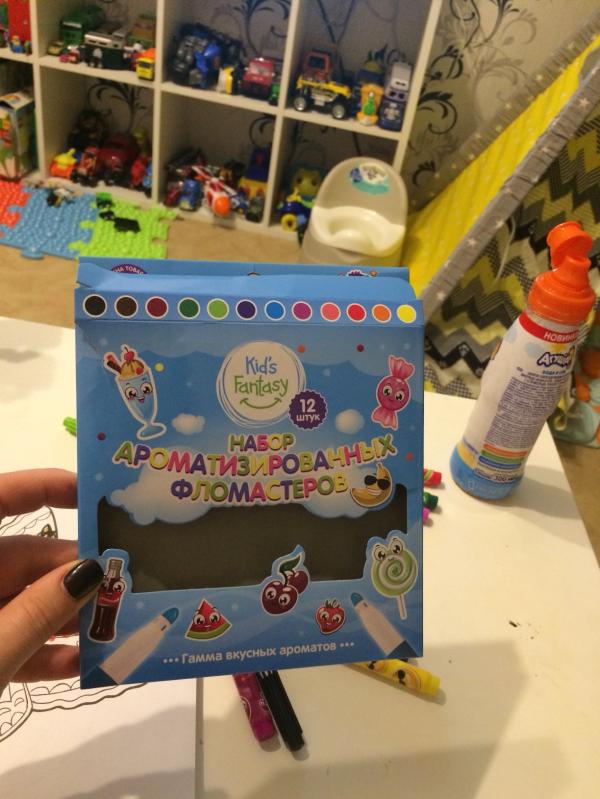 Kid's
Fantasy
12
штук
НАБОР
АРОМАТИЗИРОВАННЫХ
ФЛОМАСТЕРОВ
••• Гамма вкусных ароматов •••
НОВИНКА